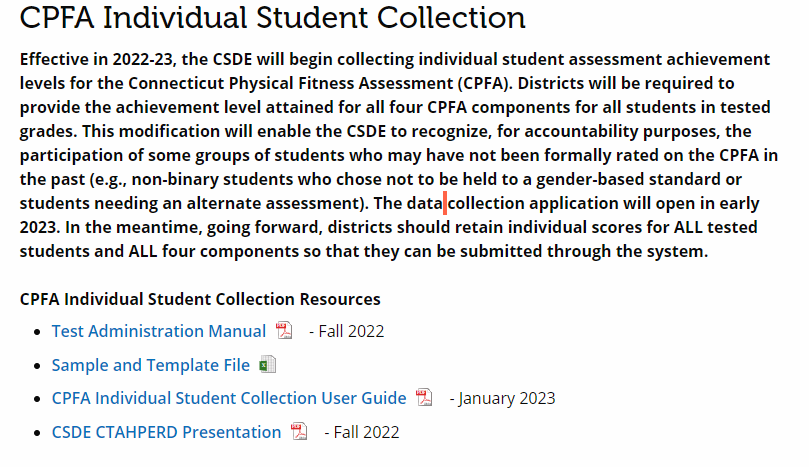 CPFA Individual Student Collection
Effective in 2022-23, the CSDE will begin collecting individual student assessment achievement
levels for the Connecticut Physical Fitness Assessment (CPFA). Districts will be required to
provide the achievement level attained for all four CPFA components for all students in tested
grades. This modification will enable the CSDE to recognize, for accountability purposes, the
participation of some groups of students who may have not been formally rated on the CPFA in
the past (e.g., non-binary students who chose not to be held to a gender-based standard or
students needing an alternate assessment). The data collection application will open in early
2023. In the meantime, going forward, districts should retain individual scores for ALL tested
students and ALL four components so that they can be submitted through the system.
CPFA Individual Student Collection Resources
• Test Administration Manual - Fall 2022
• Sample and Template File
• CPFA Individual Student Collection User Guide - January 2023
• CSDE CTAHPERD Presentation - Fall 2022